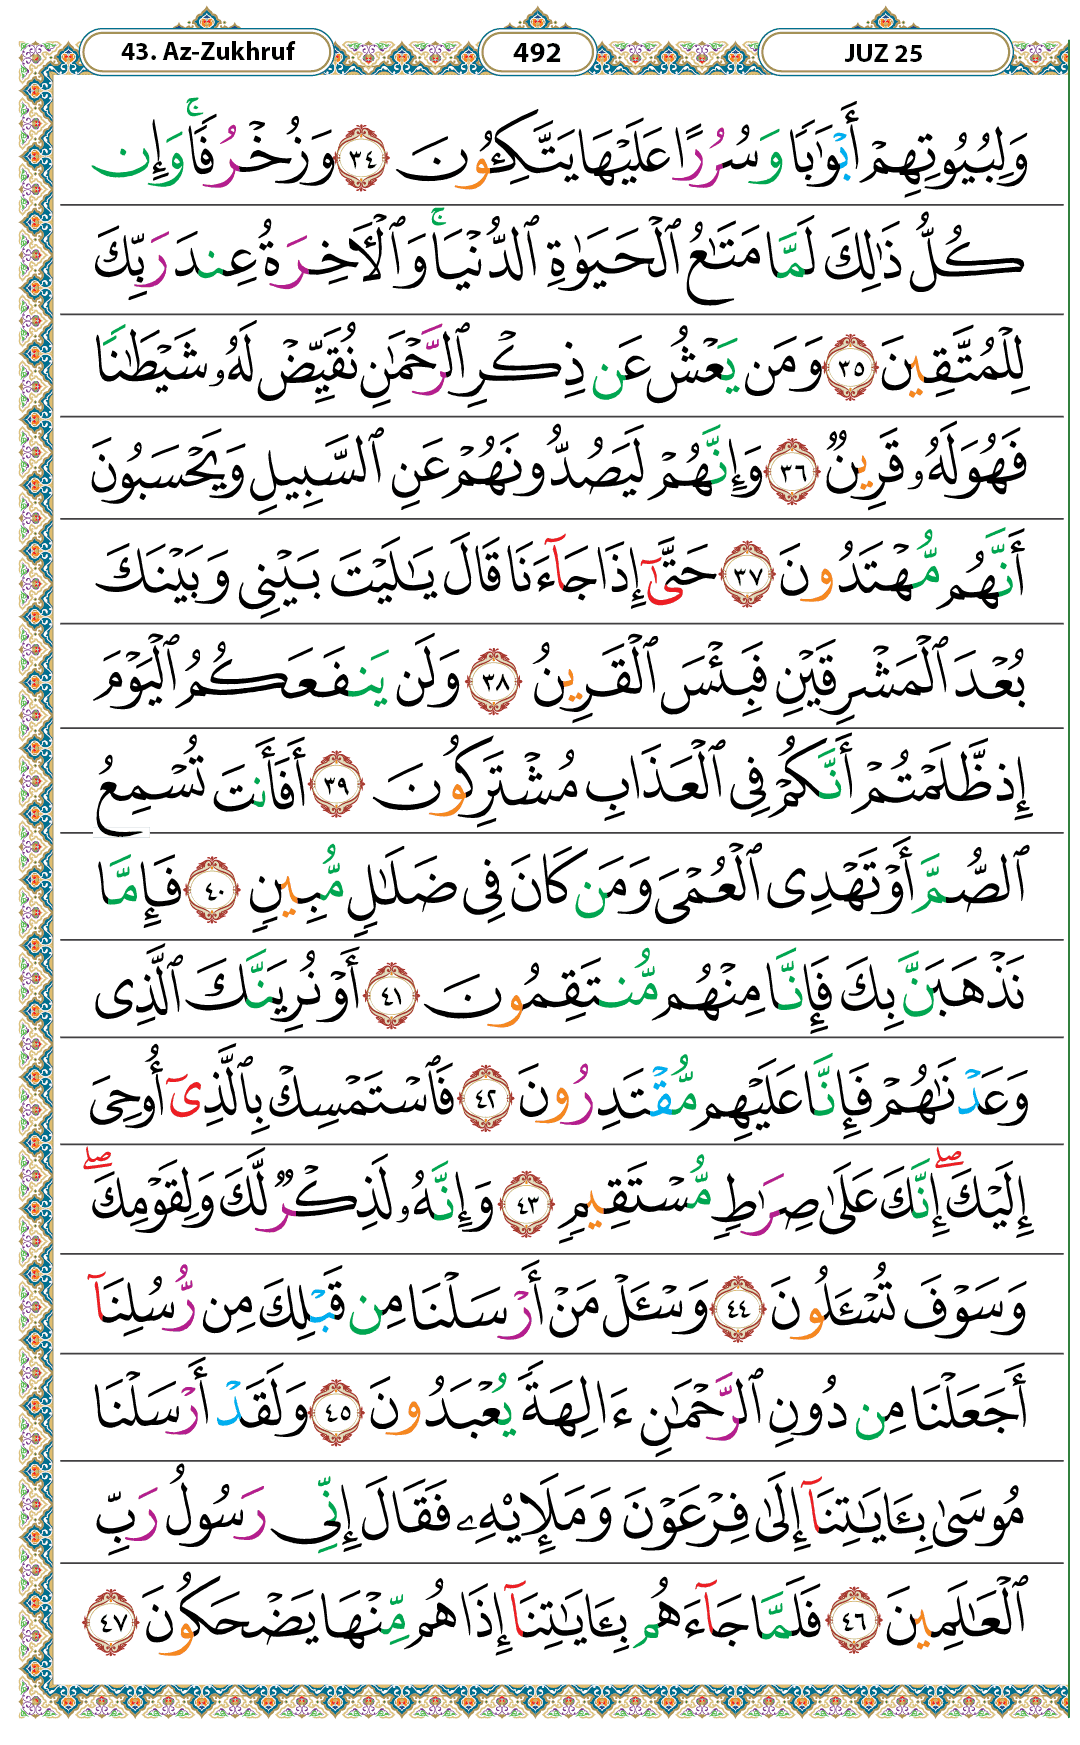 43. Az-Zukhruf 492 JUZ 25
وَلِبُيُوتِهِمْ أَبْوَٰبًا وَسُرُرًا عَلَيْهَا يَتَّكِـُٔونَ ٣٤ وَزُخْرُفًا ۚ وَإِن
كُلُّ ذَٰلِكَ لَمَّا مَتَـٰعُ ٱلْحَيَوٰةِ ٱلدُّنْيَا ۚ وَٱلْـَٔاخِرَةُ عِندَ رَبِّكَ
لِلْمُتَّقِينَ ٣٥ وَمَن يَعْشُ عَن ذِكْرِ ٱلرَّحْمَـٰنِ نُقَيِّضْ لَهُۥ شَيْطَـٰنًا
فَهُوَ لَهُۥ قَرِينٌ ٣٦ وَإِنَّهُمْ لَيَصُدُّونَهُمْ عَنِ ٱلسَّبِيلِ وَيَحْسَبُونَ
أَنَّهُم مُّهْتَدُونَ ٣٧ حَتَّىٰٓ إِذَا جَآءَنَا قَالَ يَـٰلَيْتَ بَيْنِى وَبَيْنَكَ
بُعْدَ ٱلْمَشْرِقَيْنِ فَبِئْسَ ٱلْقَرِينُ ٣٨ وَلَن يَنفَعَكُمُ ٱلْيَوْمَ
إِذ ظَّلَمْتُمْ أَنَّكُمْ فِى ٱلْعَذَابِ مُشْتَرِكُونَ ٣٩ أَفَأَنتَ تُسْمِعُ
ٱلصُّمَّ أَوْ تَهْدِى ٱلْعُمْىَ وَمَن كَانَ فِى ضَلَـٰلٍ مُّبِينٍ ٤٠ فَإِمَّا
نَذْهَبَنَّ بِكَ فَإِنَّا مِنْهُم مُّنتَقِمُونَ ٤١ أَوْ نُرِيَنَّكَ ٱلَّذِى
وَعَدْنَـٰهُمْ فَإِنَّا عَلَيْهِم مُّقْتَدِرُونَ ٤٢ فَٱسْتَمْسِكْ بِٱلَّذِىٓ أُوحِىَ
إِلَيْكَ ۖ إِنَّكَ عَلَىٰ صِرَٰطٍ مُّسْتَقِيمٍ ٤٣ وَإِنَّهُۥ لَذِكْرٌ لَّكَ وَلِقَوْمِكَ ۖ
وَسَوْفَ تُسْـَٔلُونَ ٤٤ وَسْـَٔلْ مَنْ أَرْسَلْنَا مِن قَبْلِكَ مِن رُّسُلِنَآ
أَجَعَلْنَا مِن دُونِ ٱلرَّحْمَـٰنِ ءَالِهَةً يُعْبَدُونَ ٤٥ وَلَقَدْ أَرْسَلْنَا
مُوسَىٰ بِـَٔايَـٰتِنَآ إِلَىٰ فِرْعَوْنَ وَمَلَإِي۟هِۦ فَقَالَ إِنِّى رَسُولُ رَبِّ
ٱلْعَـٰلَمِينَ ٤٦ فَلَمَّا جَآءَهُم بِـَٔايَـٰتِنَآ إِذَا هُم مِّنْهَا يَضْحَكُونَ ٤٧